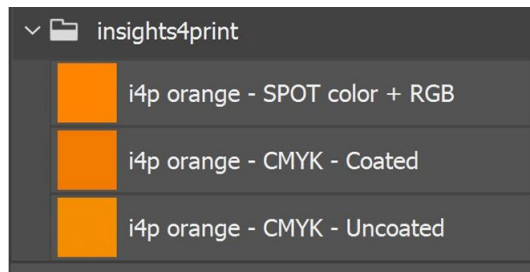 insights4print
i4p orange - SPOT color + RGB
i4p orange - CMYK - Coated
i4p orange - CMYK - Uncoated